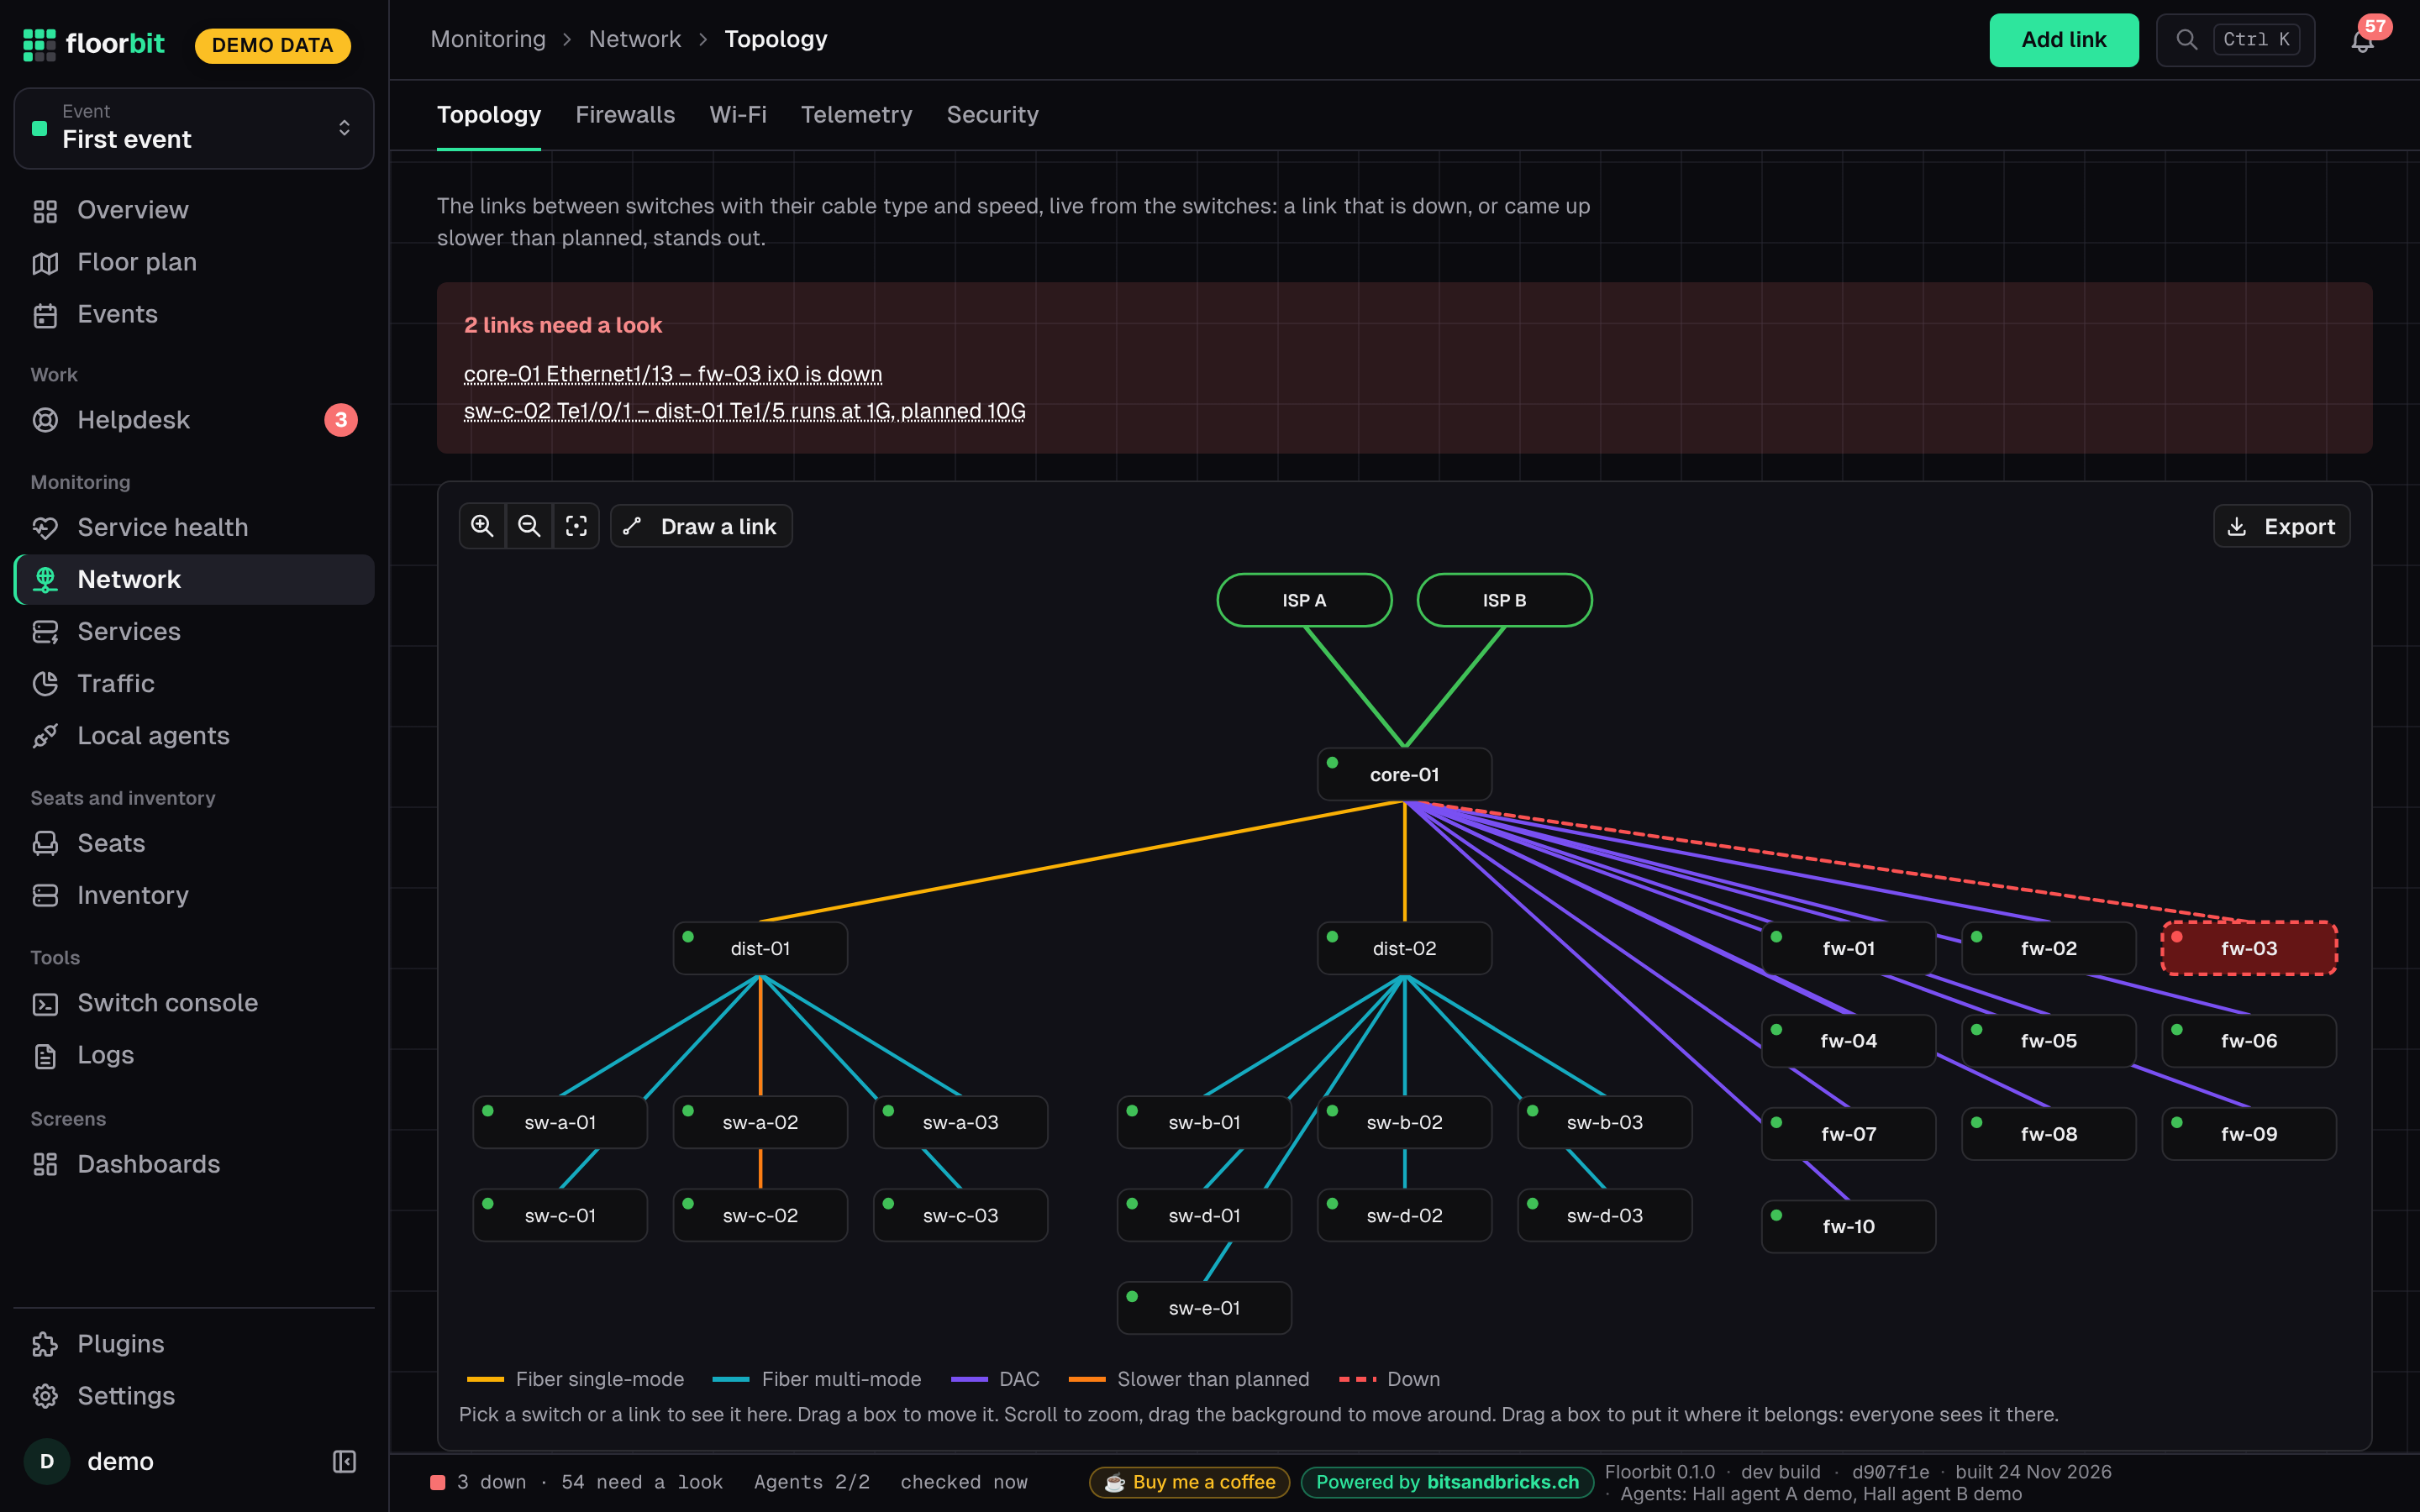 floorbit DEMO DATA
Event
First event
Overview
Floor plan
Events
Work
Helpdesk 3
Monitoring
Service health
Network
Services
Traffic
Local agents
Seats and inventory
Seats
Inventory
Tools
Switch console
Logs
Screens
Dashboards
Plugins
Settings
D demo
Monitoring > Network > Topology
Add link
Ctrl K
57
Topology Firewalls Wi-Fi Telemetry Security
The links between switches with their cable type and speed, live from the switches: a link that is down, or came up
slower than planned, stands out.
2 links need a look
core-01 Ethernet1/13 – fw-03 ix0 is down
sw-c-02 Te1/0/1 – dist-01 Te1/5 runs at 1G, planned 10G
Draw a link
Export
ISP A ISP B
core-01
dist-01 dist-02 fw-01 fw-02 fw-03
fw-04 fw-05 fw-06
sw-a-01 sw-a-02 sw-a-03 sw-b-01 sw-b-02 sw-b-03 fw-07 fw-08 fw-09
sw-c-01 sw-c-02 sw-c-03 sw-d-01 sw-d-02 sw-d-03 fw-10
sw-e-01
Fiber single-mode Fiber multi-mode DAC Slower than planned Down
Pick a switch or a link to see it here. Drag a box to move it. Scroll to zoom, drag the background to move around. Drag a box to put it where it belongs: everyone sees it there.
3 down · 54 need a look Agents 2/2 checked now
☕ Buy me a coffee
Powered by bitsandbricks.ch
Floorbit 0.1.0 · dev build · d907f1e · built 24 Nov 2026
· Agents: Hall agent A demo, Hall agent B demo